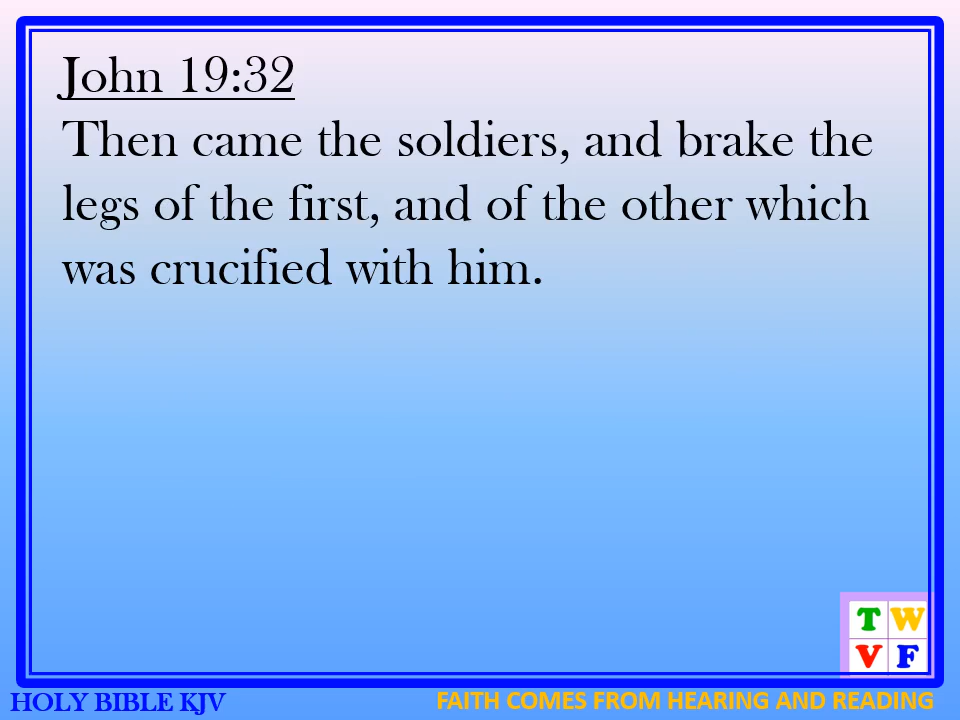 John 19:32
Then came the soldiers, and brake the
legs of the first, and of the other which
was crucified with him.
T W
V F
HOLY BIBLE KJV
FAITH COMES FROM HEARING AND READING